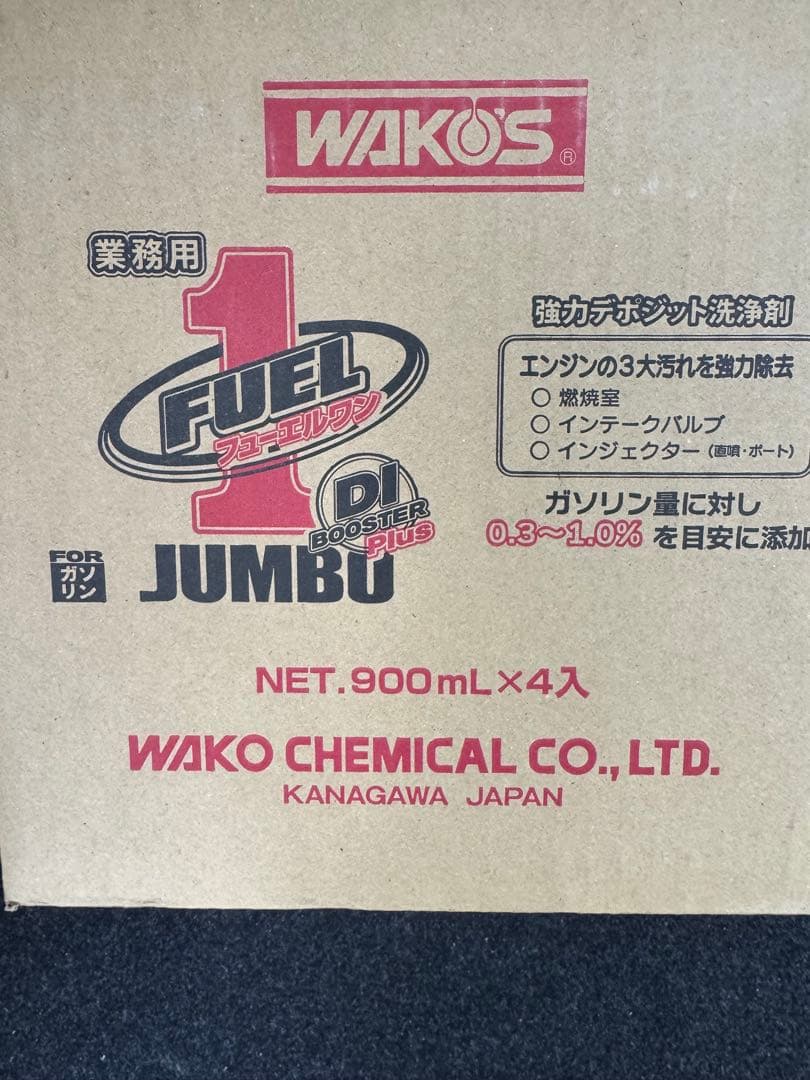 WAKO'S®
業務用
1
FUEL
フューエルワン
DI
BOOSTER
Plus
FOR
ガソリン
JUMBO
強力デポジット洗浄剤
エンジンの3大汚れを強力除去
○ 燃焼室
○ インテークバルブ
○ インジェクター (直噴・ポート)
ガソリン量に対し
0.3~1.0% を目安に添加
NET.900mL×4入
WAKO CHEMICAL CO.,LTD.
KANAGAWA JAPAN